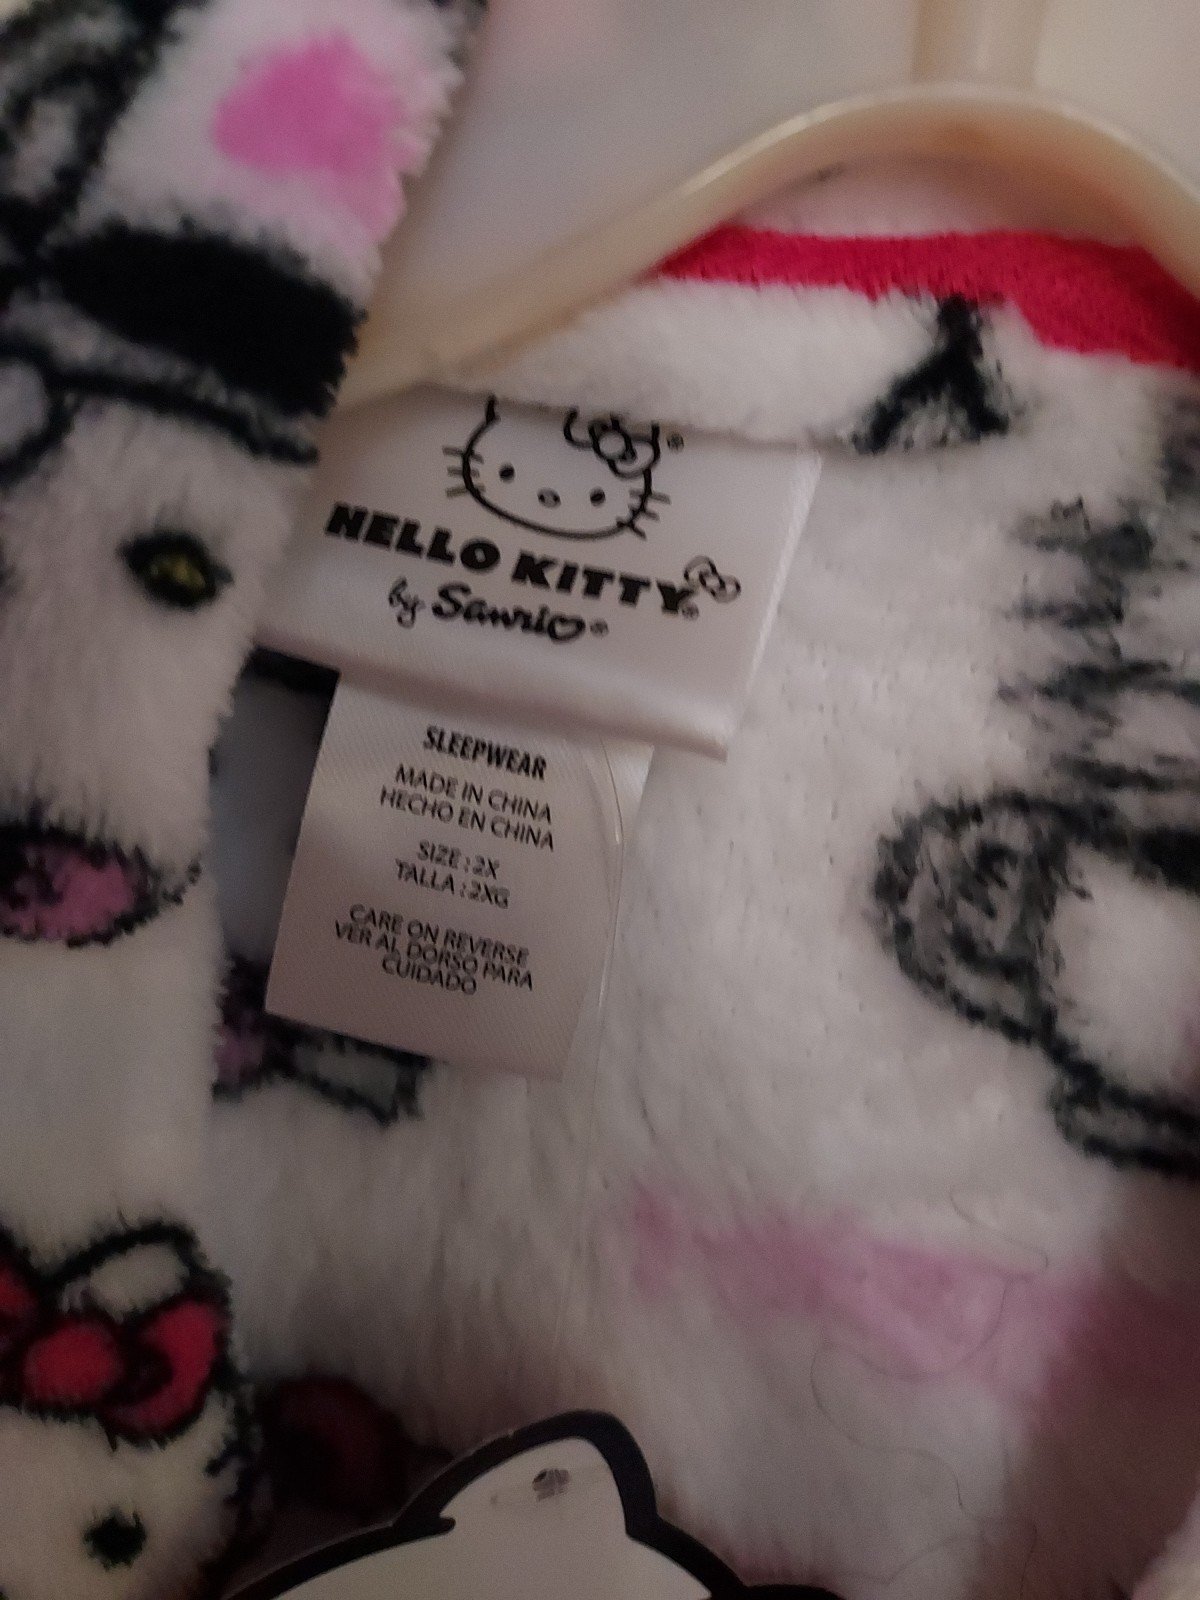 HELLO KITTY®
by Sanrio®
SLEEPWEAR
MADE IN CHINA
HECHO EN CHINA
SIZE : 2X
TALLA : 2XG
CARE ON REVERSE
VER AL DORSO PARA
CUIDADO